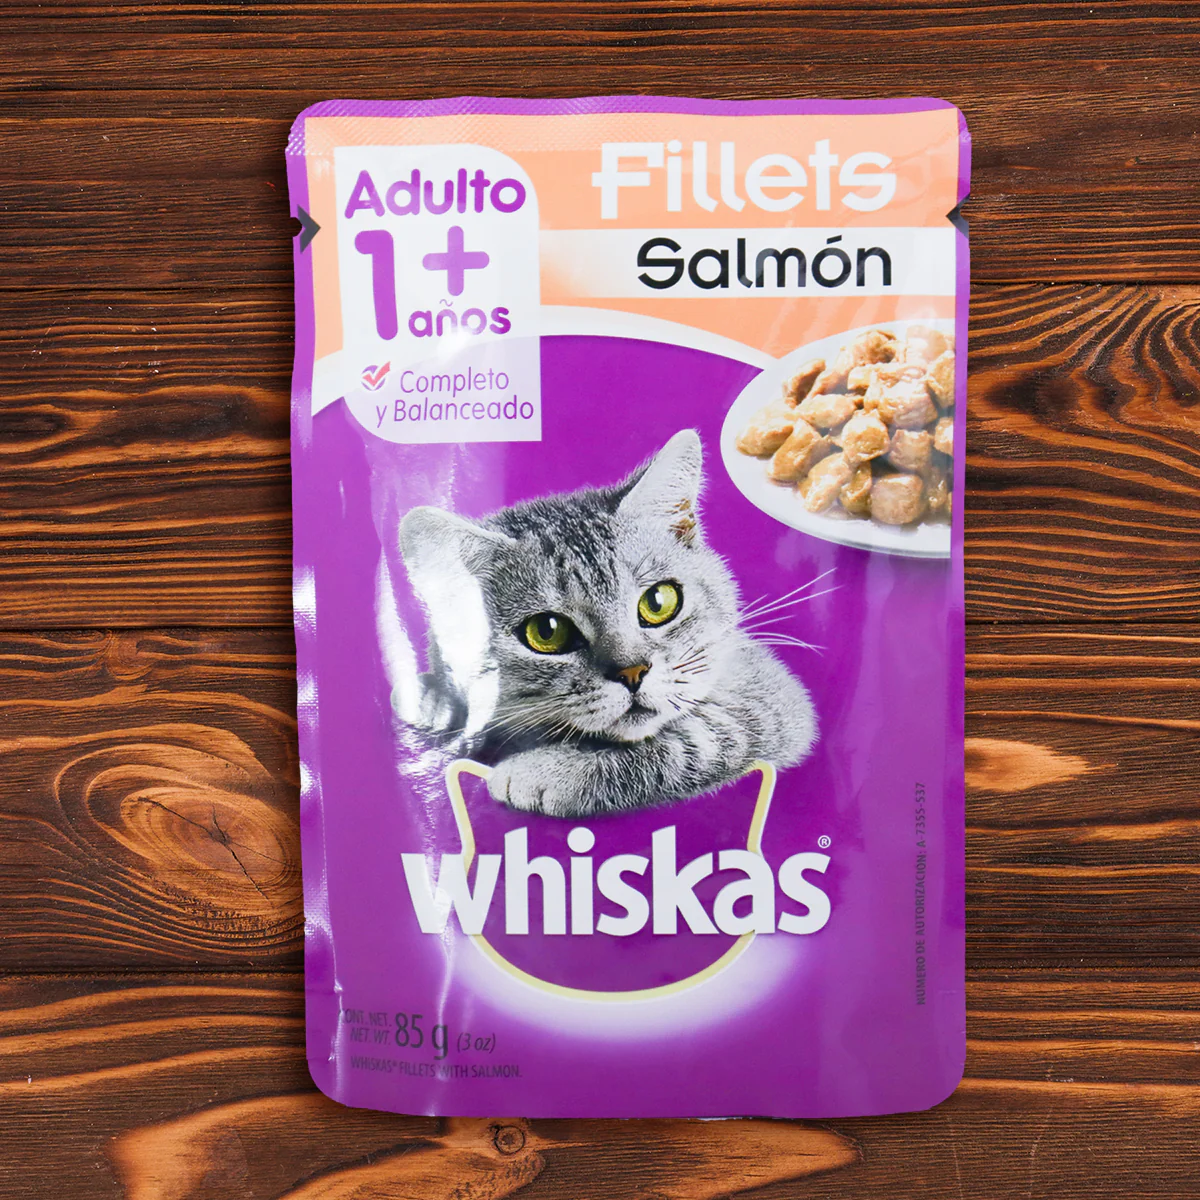 Adulto
1+
años
Completo
y Balanceado
Fillets
Salmón
whiskas®
NÚMERO DE AUTORIZACIÓN: A-7355-537
CONT. NET.
NET. WT. 85 g (3 oz)
WHISKAS® FILLETS WITH SALMON.